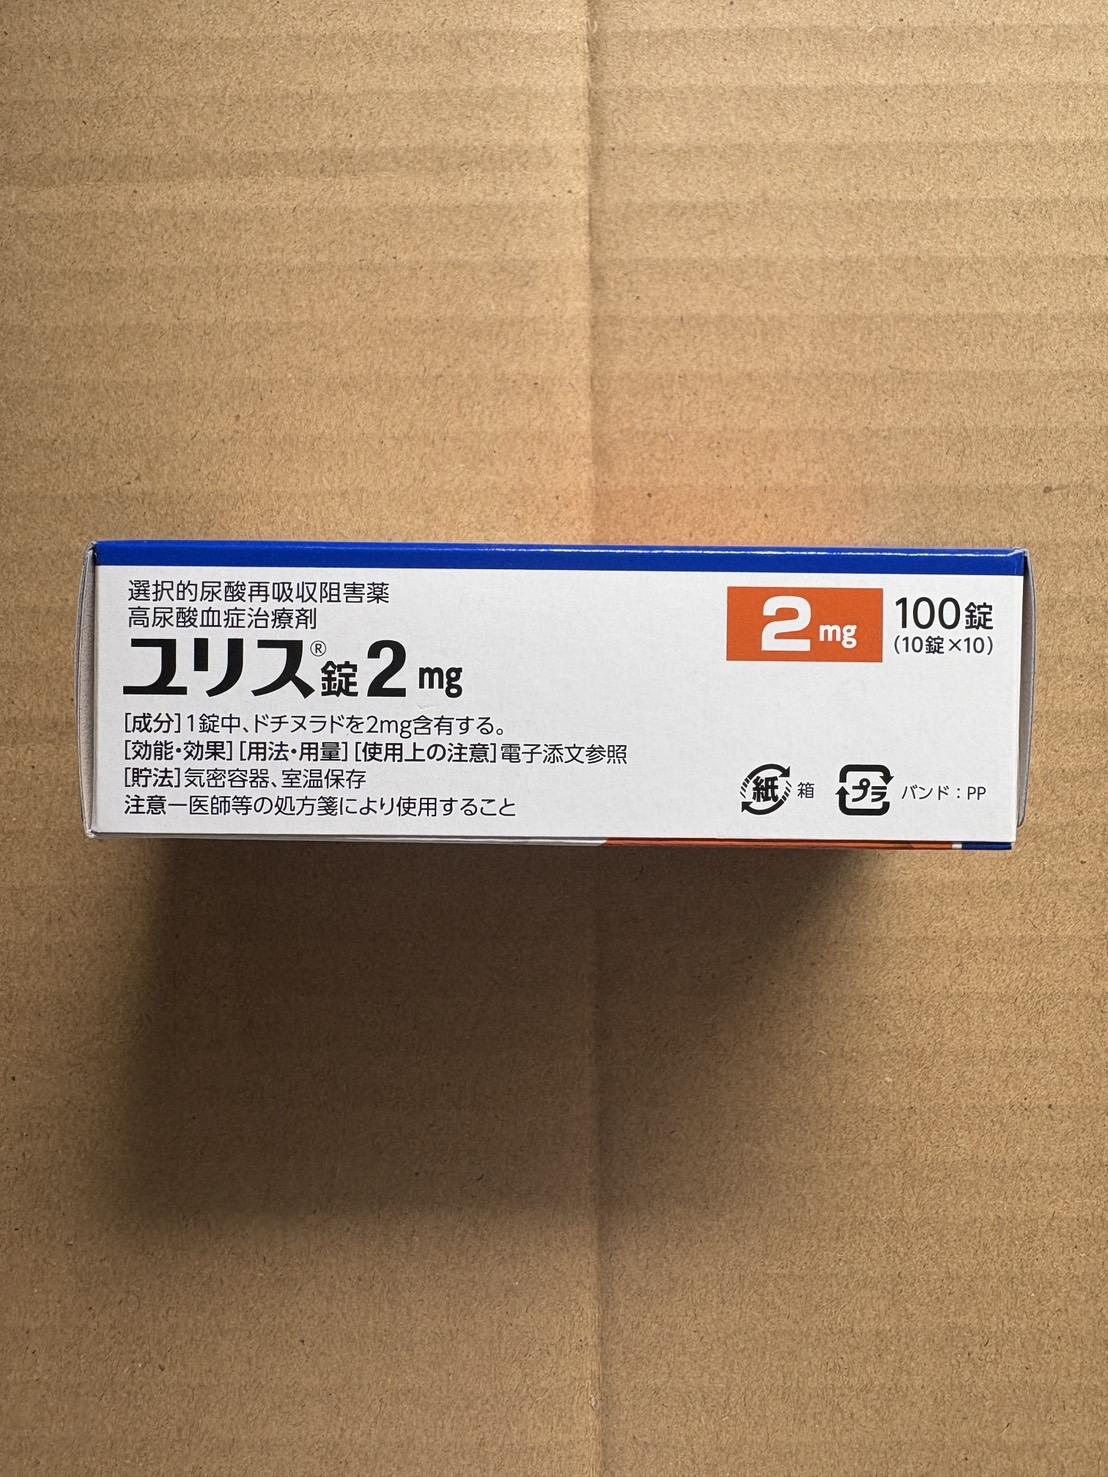 選択的尿酸再吸収阻害薬
高尿酸血症治療剤
ユリス®錠2mg
[成分]1錠中、ドチヌラドを2mg含有する。
[効能・効果][用法・用量][使用上の注意]電子添文参照
[貯法]気密容器、室温保存
注意—医師等の処方箋により使用すること
2mg
100錠
(10錠×10)
紙 箱
プラ バンド:PP